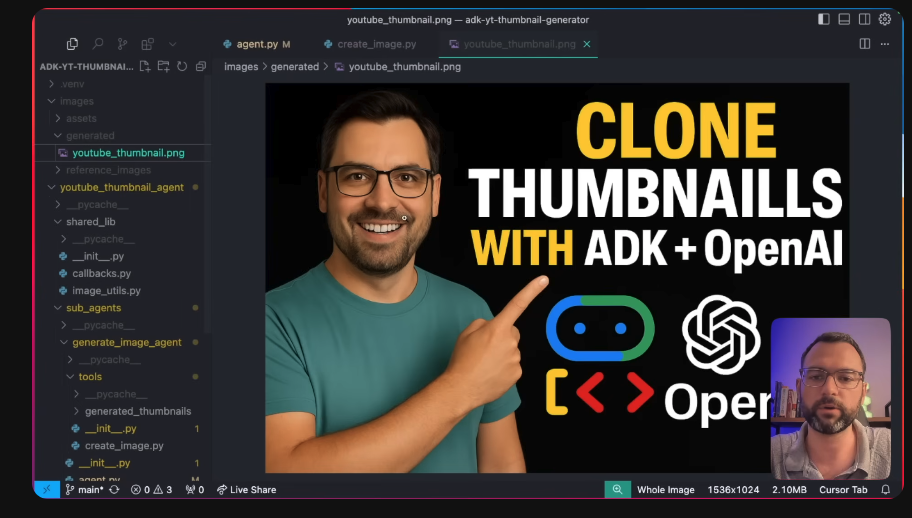 youtube_thumbnail.png — adk-yt-thumbnail-generator
agent.py M
create_image.py
youtube_thumbnail.png
ADK-YT-THUMBNAI...
images > generated > youtube_thumbnail.png
.venv
images
assets
generated
youtube_thumbnail.png
reference_images
youtube_thumbnail_agent
__pycache__
shared_lib
__pycache__
__init__.py
callbacks.py
image_utils.py
sub_agents
__pycache__
generate_image_agent
__pycache__
tools
__pycache__
generated_thumbnails
__init__.py 1
create_image.py
__init__.py 1
agent.py M
CLONE
THUMBNAILLS
WITH ADK + OpenAI
Open
main* 0 3 0 Live Share Whole Image 1536x1024 2.10MB Cursor Tab